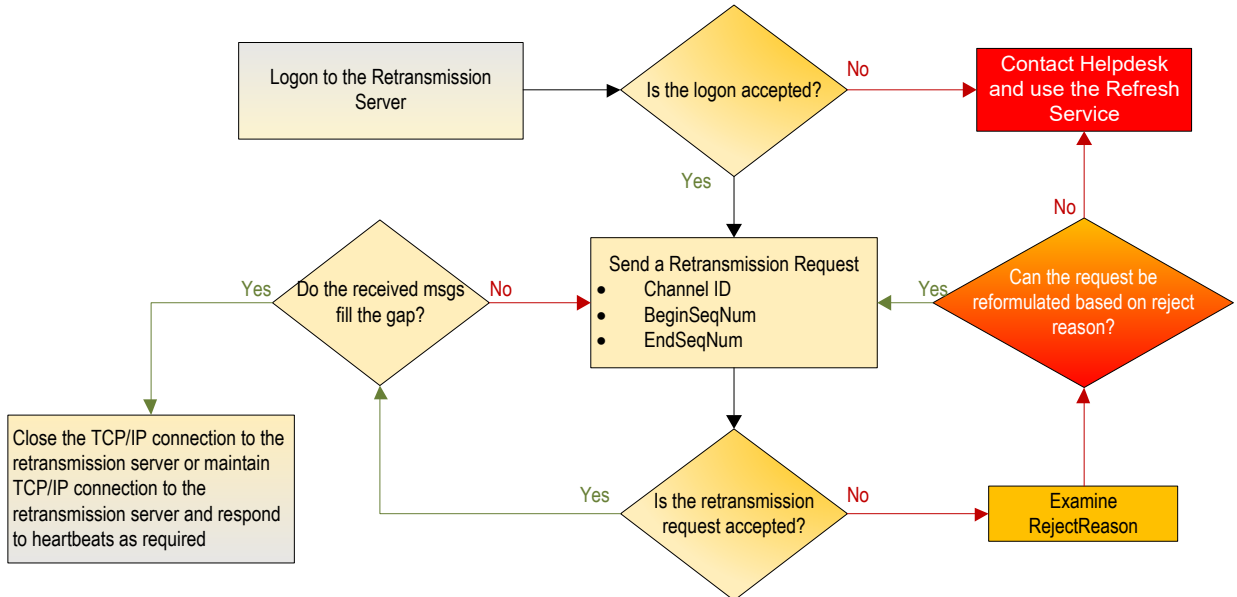 Logon to the Retransmission
Server
Is the logon accepted?
No
Contact Helpdesk
and use the Refresh
Service
Yes
No
Send a Retransmission Request
• Channel ID
• BeginSeqNum
• EndSeqNum
Yes
Do the received msgs
fill the gap?
No
Yes
Can the request be
reformulated based on reject
reason?
Close the TCP/IP connection to the
retransmission server or maintain
TCP/IP connection to the
retransmission server and respond
to heartbeats as required
Yes
Is the retransmission
request accepted?
No
Examine
RejectReason